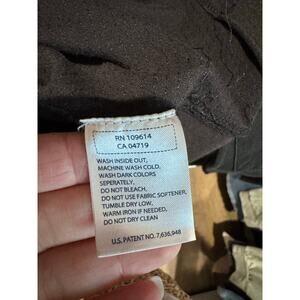 RN 109614
CA 04719
WASH INSIDE OUT,
MACHINE WASH COLD.
WASH DARK COLORS
SEPERATELY,
DO NOT BLEACH,
DO NOT USE FABRIC SOFTENER,
TUMBLE DRY LOW,
WARM IRON IF NEEDED,
DO NOT DRY CLEAN
U.S. PATENT NO. 7,636,948